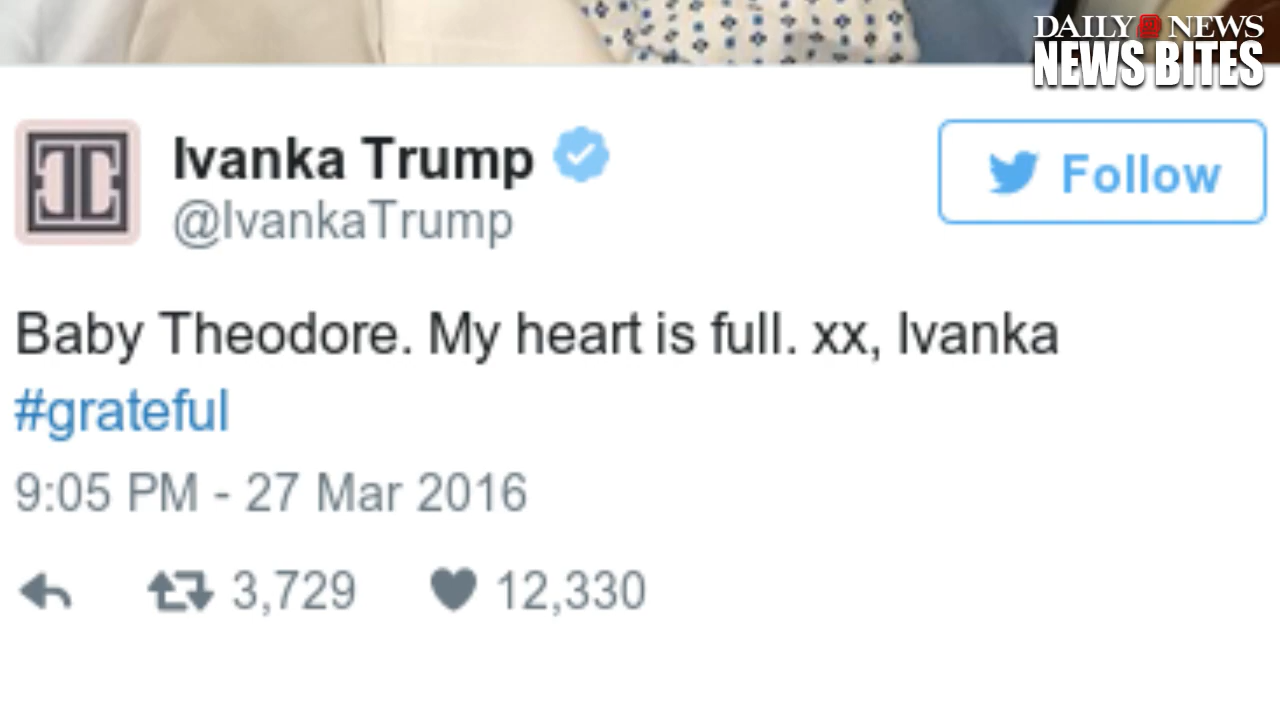 DAILY NEWS
NEWS BITES
Ivanka Trump
Follow
@IvankaTrump
Baby Theodore. My heart is full. xx, Ivanka
#grateful
9:05 PM - 27 Mar 2016
3,729 12,330